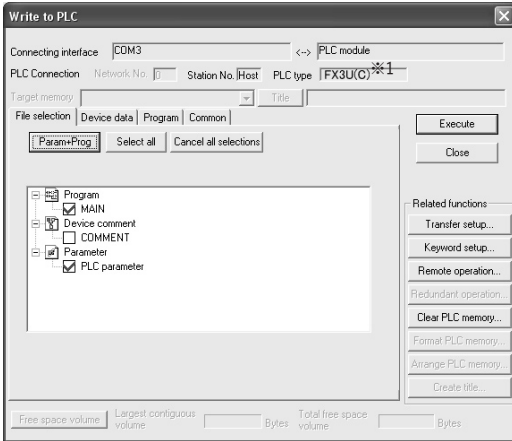 Write to PLC
Connecting interface COM3 <--> PLC module
PLC Connection Network No. 0 Station No. Host PLC type FX3U(C) ※1
Target memory Title
File selection Device data Program Common
Param+Prog Select all Cancel all selections
Execute
Close
Program
MAIN
Device comment
COMMENT
Parameter
PLC parameter
Related functions
Transfer setup...
Keyword setup...
Remote operation...
Redundant operation...
Clear PLC memory...
Format PLC memory...
Arrange PLC memory...
Create title...
Free space volume Largest contiguous volume Bytes Total free space volume Bytes